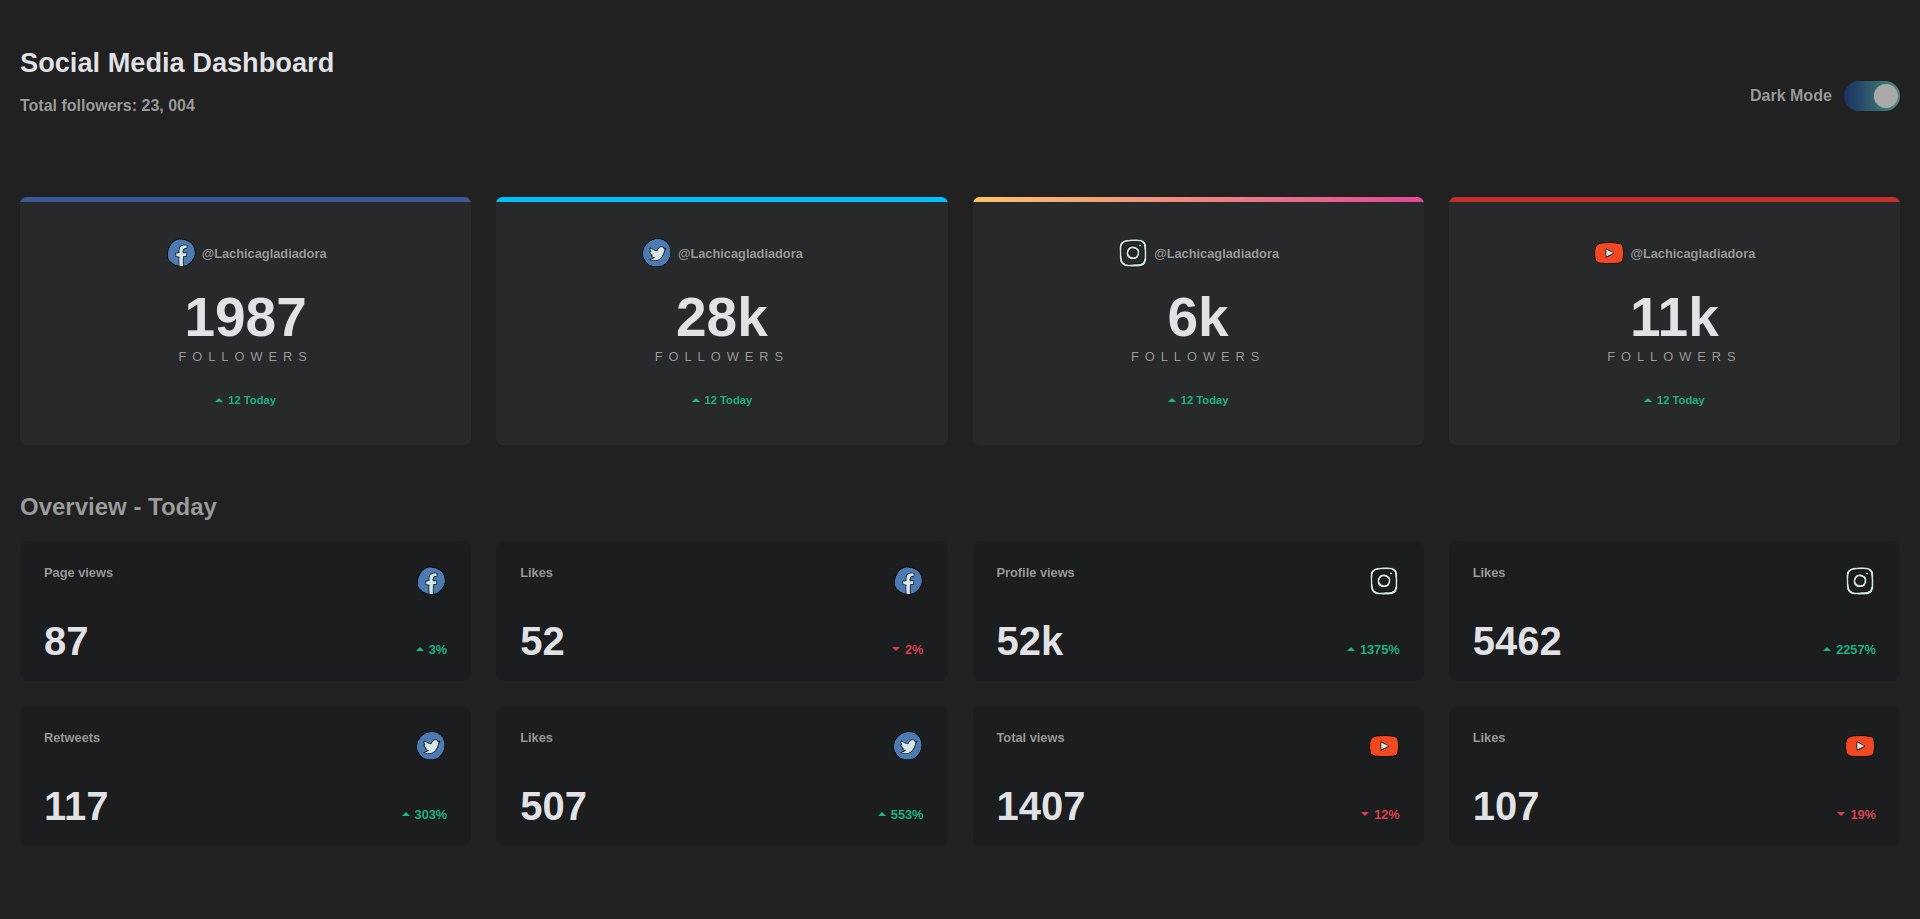 Social Media Dashboard
Total followers: 23, 004
Dark Mode
@Lachicagladiadora
1987
FOLLOWERS
12 Today
@Lachicagladiadora
28k
FOLLOWERS
12 Today
@Lachicagladiadora
6k
FOLLOWERS
12 Today
@Lachicagladiadora
11k
FOLLOWERS
12 Today
Overview - Today
Page views
87
3%
Likes
52
2%
Profile views
52k
1375%
Likes
5462
2257%
Retweets
117
303%
Likes
507
553%
Total views
1407
12%
Likes
107
19%